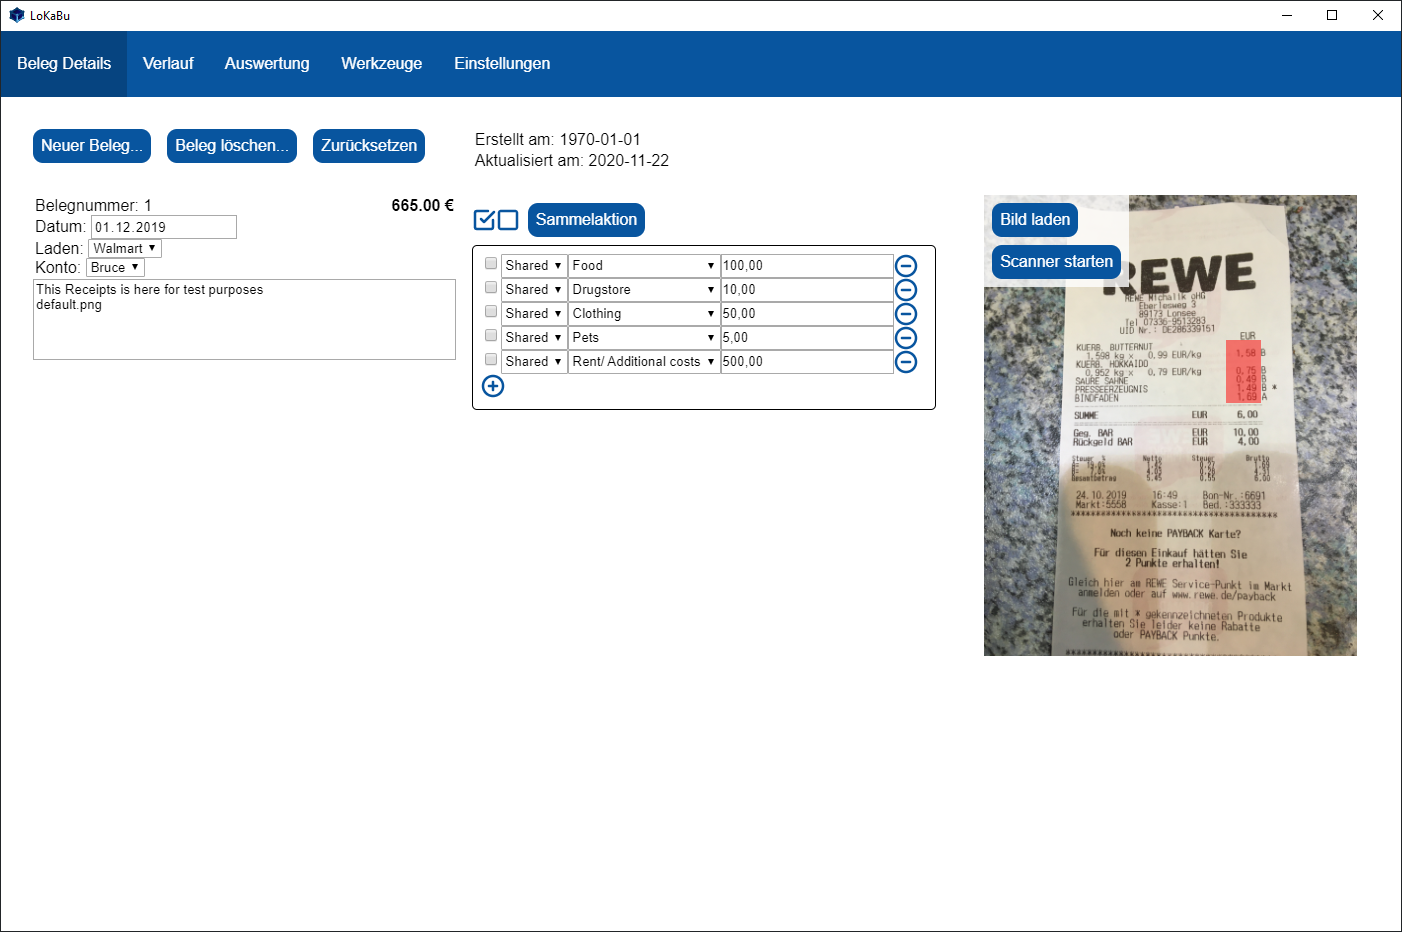 LoKaBu
Beleg Details
Verlauf
Auswertung
Werkzeuge
Einstellungen
Neuer Beleg...
Beleg löschen...
Zurücksetzen
Erstellt am: 1970-01-01
Aktualisiert am: 2020-11-22
Belegnummer: 1
665.00 €
Datum: 01.12.2019
Laden: Walmart
Konto: Bruce
This Receipts is here for test purposes
default.png
Sammelaktion
Shared Food 100,00
Shared Drugstore 10,00
Shared Clothing 50,00
Shared Pets 5,00
Shared Rent/ Additional costs 500,00
Bild laden
Scanner starten
REWE
REWE Michalik oHG
Eberlesweg 3
89173 Lonsee
Tel 07336-9513283
UID Nr.: DE286339151
EUR
KUERB. BUTTERNUT 1,58 B
1,598 kg x 0,99 EUR/kg
KUERB. HOKKAIDO 0,75 B
0,952 kg x 0,79 EUR/kg
SAURE SAHNE 0,49 B
PRESSEERZEUGNIS 1,49 B *
BINDFADEN 1,69 A
SUMME EUR 6,00
Geg. BAR EUR 10,00
Rückgeld BAR EUR 4,00
Steuer % Netto Steuer Brutto
Gesamtbetrag 5,45 0,55 6,00
24.10.2019 16:49 Bon-Nr.:6691
Markt:5558 Kasse:1 Bed.:333333
****************************************
Noch keine PAYBACK Karte?
Für diesen Einkauf hätten Sie
2 Punkte erhalten!
Gleich hier am REWE Service-Punkt im Markt
anmelden oder auf www.rewe.de/payback
Für die mit * gekennzeichneten Produkte
erhalten Sie leider keine Rabatte
oder PAYBACK Punkte.